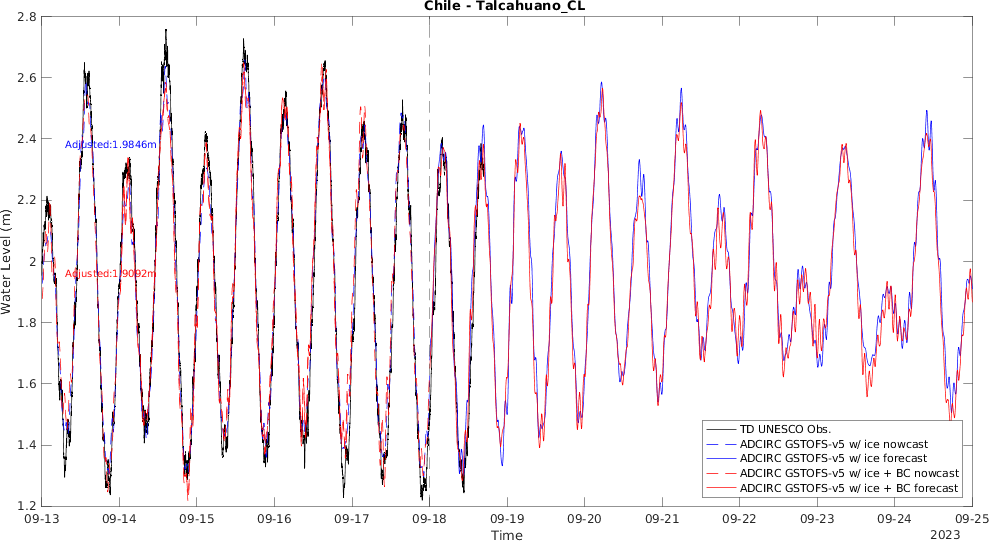 Chile - Talcahuano_CL
2.8
2.6
2.4
2.2
2
1.8
1.6
1.4
1.2
Water Level (m)
Adjusted:1.9846m
Adjusted:1.9092m
TD UNESCO Obs.
ADCIRC GSTOFS-v5 w/ ice nowcast
ADCIRC GSTOFS-v5 w/ ice forecast
ADCIRC GSTOFS-v5 w/ ice + BC nowcast
ADCIRC GSTOFS-v5 w/ ice + BC forecast
09-13 09-14 09-15 09-16 09-17 09-18 09-19 09-20 09-21 09-22 09-23 09-24 09-25
Time
2023